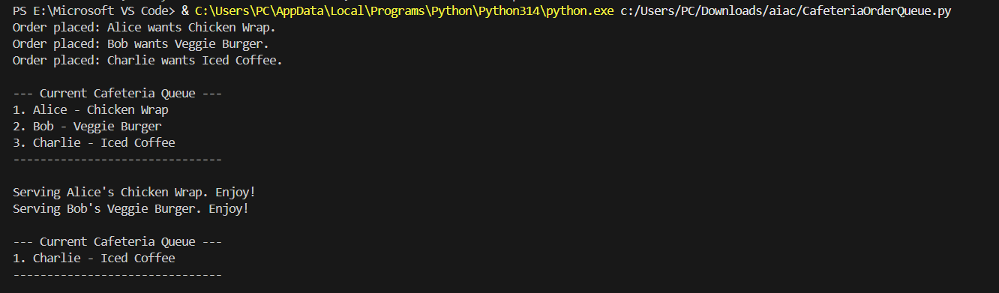 PS E:\Microsoft VS Code> & C:\Users\PC\AppData\Local\Programs\Python\Python314\python.exe c:/Users/PC/Downloads/aiac/CafeteriaOrderQueue.py
Order placed: Alice wants Chicken Wrap.
Order placed: Bob wants Veggie Burger.
Order placed: Charlie wants Iced Coffee.
--- Current Cafeteria Queue ---
1. Alice - Chicken Wrap
2. Bob - Veggie Burger
3. Charlie - Iced Coffee
-------------------------------
Serving Alice's Chicken Wrap. Enjoy!
Serving Bob's Veggie Burger. Enjoy!
--- Current Cafeteria Queue ---
1. Charlie - Iced Coffee
-------------------------------